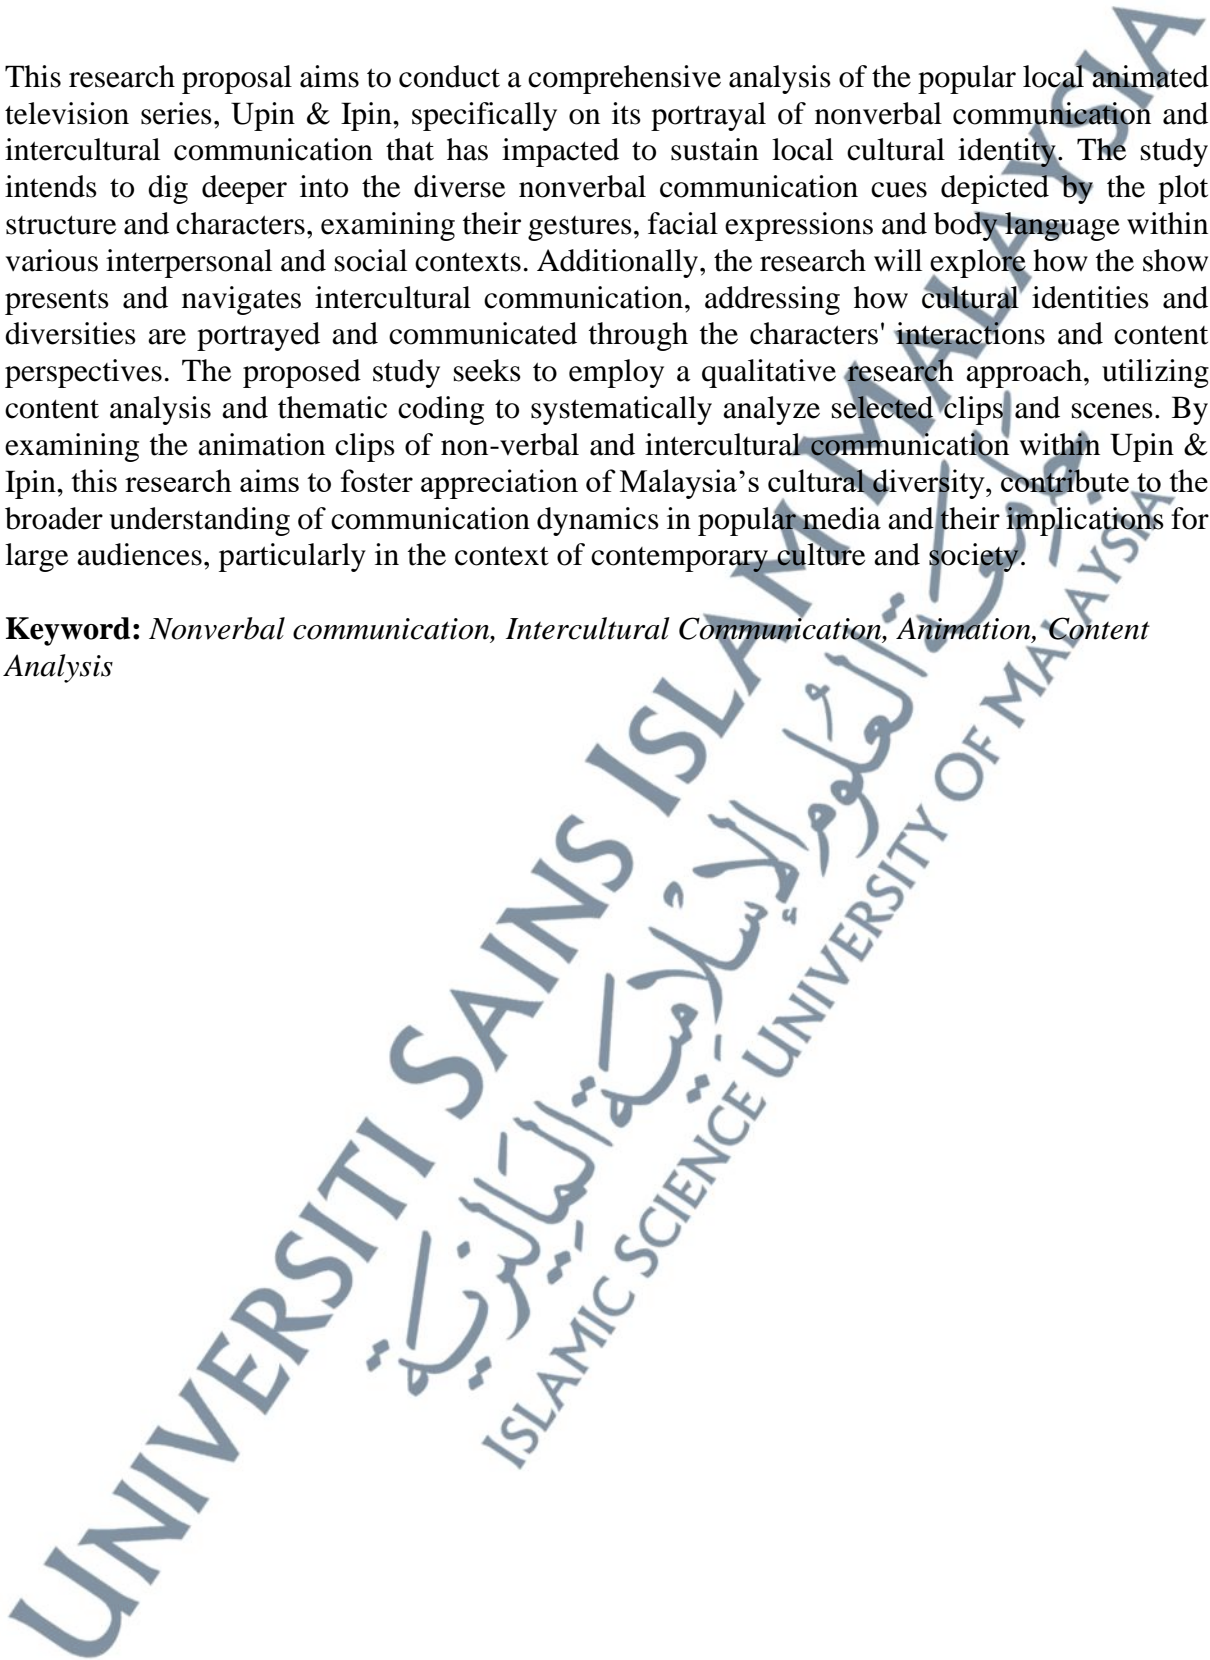 This research proposal aims to conduct a comprehensive analysis of the popular local animated
television series, Upin & Ipin, specifically on its portrayal of nonverbal communication and
intercultural communication that has impacted to sustain local cultural identity. The study
intends to dig deeper into the diverse nonverbal communication cues depicted by the plot
structure and characters, examining their gestures, facial expressions and body language within
various interpersonal and social contexts. Additionally, the research will explore how the show
presents and navigates intercultural communication, addressing how cultural identities and
diversities are portrayed and communicated through the characters' interactions and content
perspectives. The proposed study seeks to employ a qualitative research approach, utilizing
content analysis and thematic coding to systematically analyze selected clips and scenes. By
examining the animation clips of non-verbal and intercultural communication within Upin &
Ipin, this research aims to foster appreciation of Malaysia’s cultural diversity, contribute to the
broader understanding of communication dynamics in popular media and their implications for
large audiences, particularly in the context of contemporary culture and society.
Keyword: Nonverbal communication, Intercultural Communication, Animation, Content
Analysis
UNIVERSITI SAINS ISLAM MALAYSIA
جامعة العلوم الإسلامية الماليزية
ISLAMIC SCIENCE UNIVERSITY OF MALAYSIA